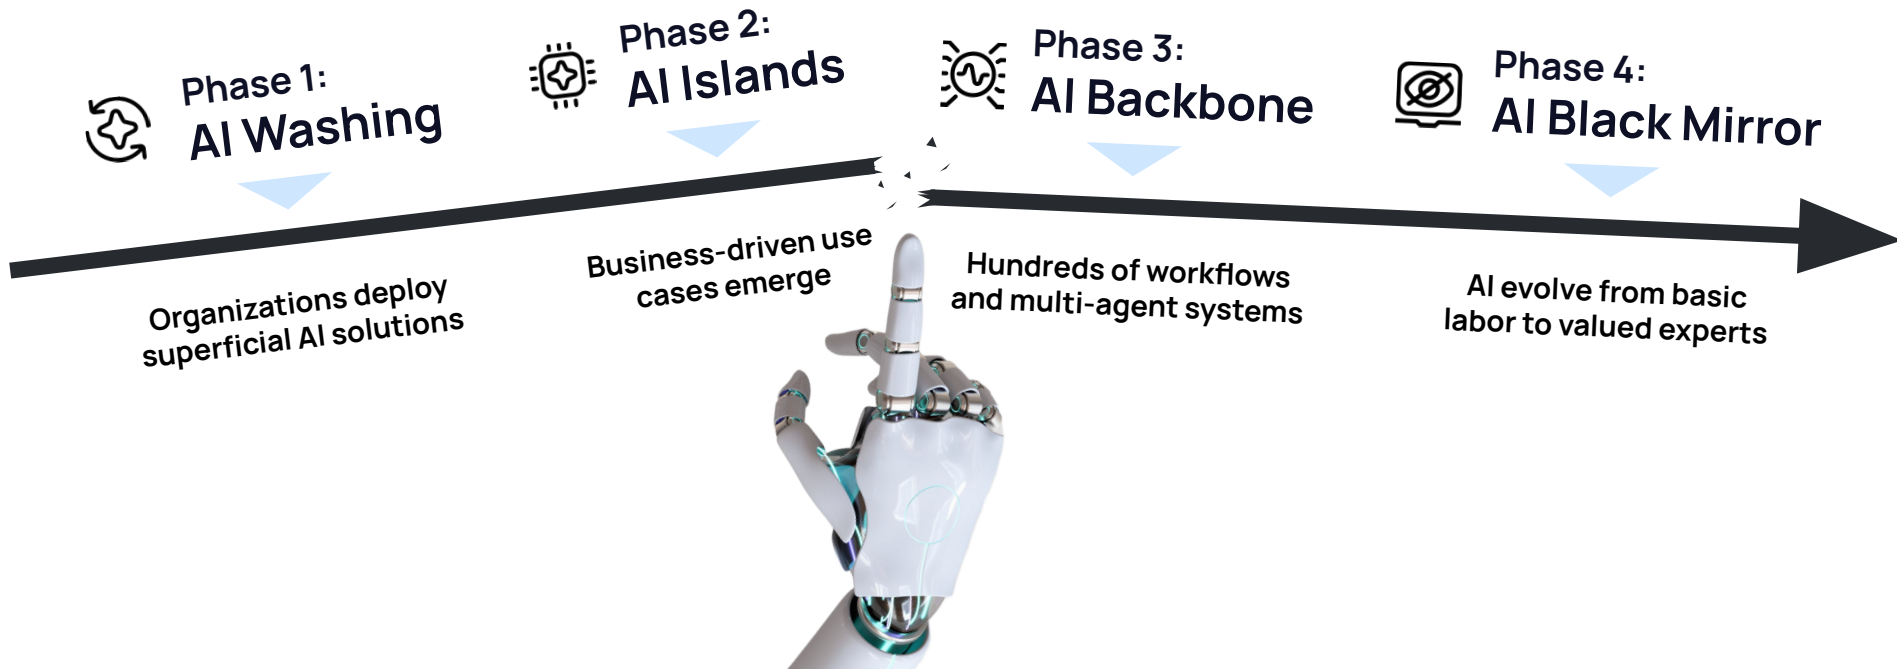 Phase 1:
AI Washing
Organizations deploy
superficial AI solutions
Phase 2:
AI Islands
Business-driven use
cases emerge
Phase 3:
AI Backbone
Hundreds of workflows
and multi-agent systems
Phase 4:
AI Black Mirror
AI evolve from basic
labor to valued experts